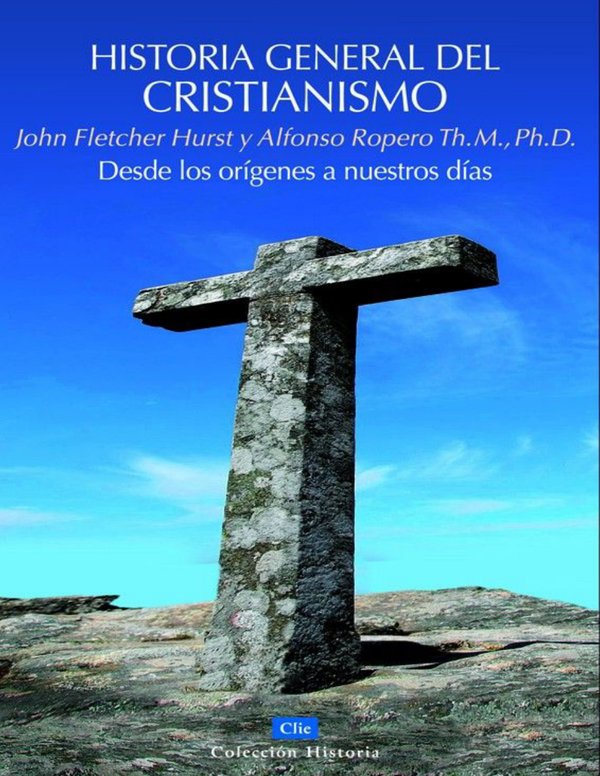 HISTORIA GENERAL DEL
CRISTIANISMO
John Fletcher Hurst y Alfonso Ropero Th.M., Ph.D.
Desde los orígenes a nuestros días
Clie
Colección Historia